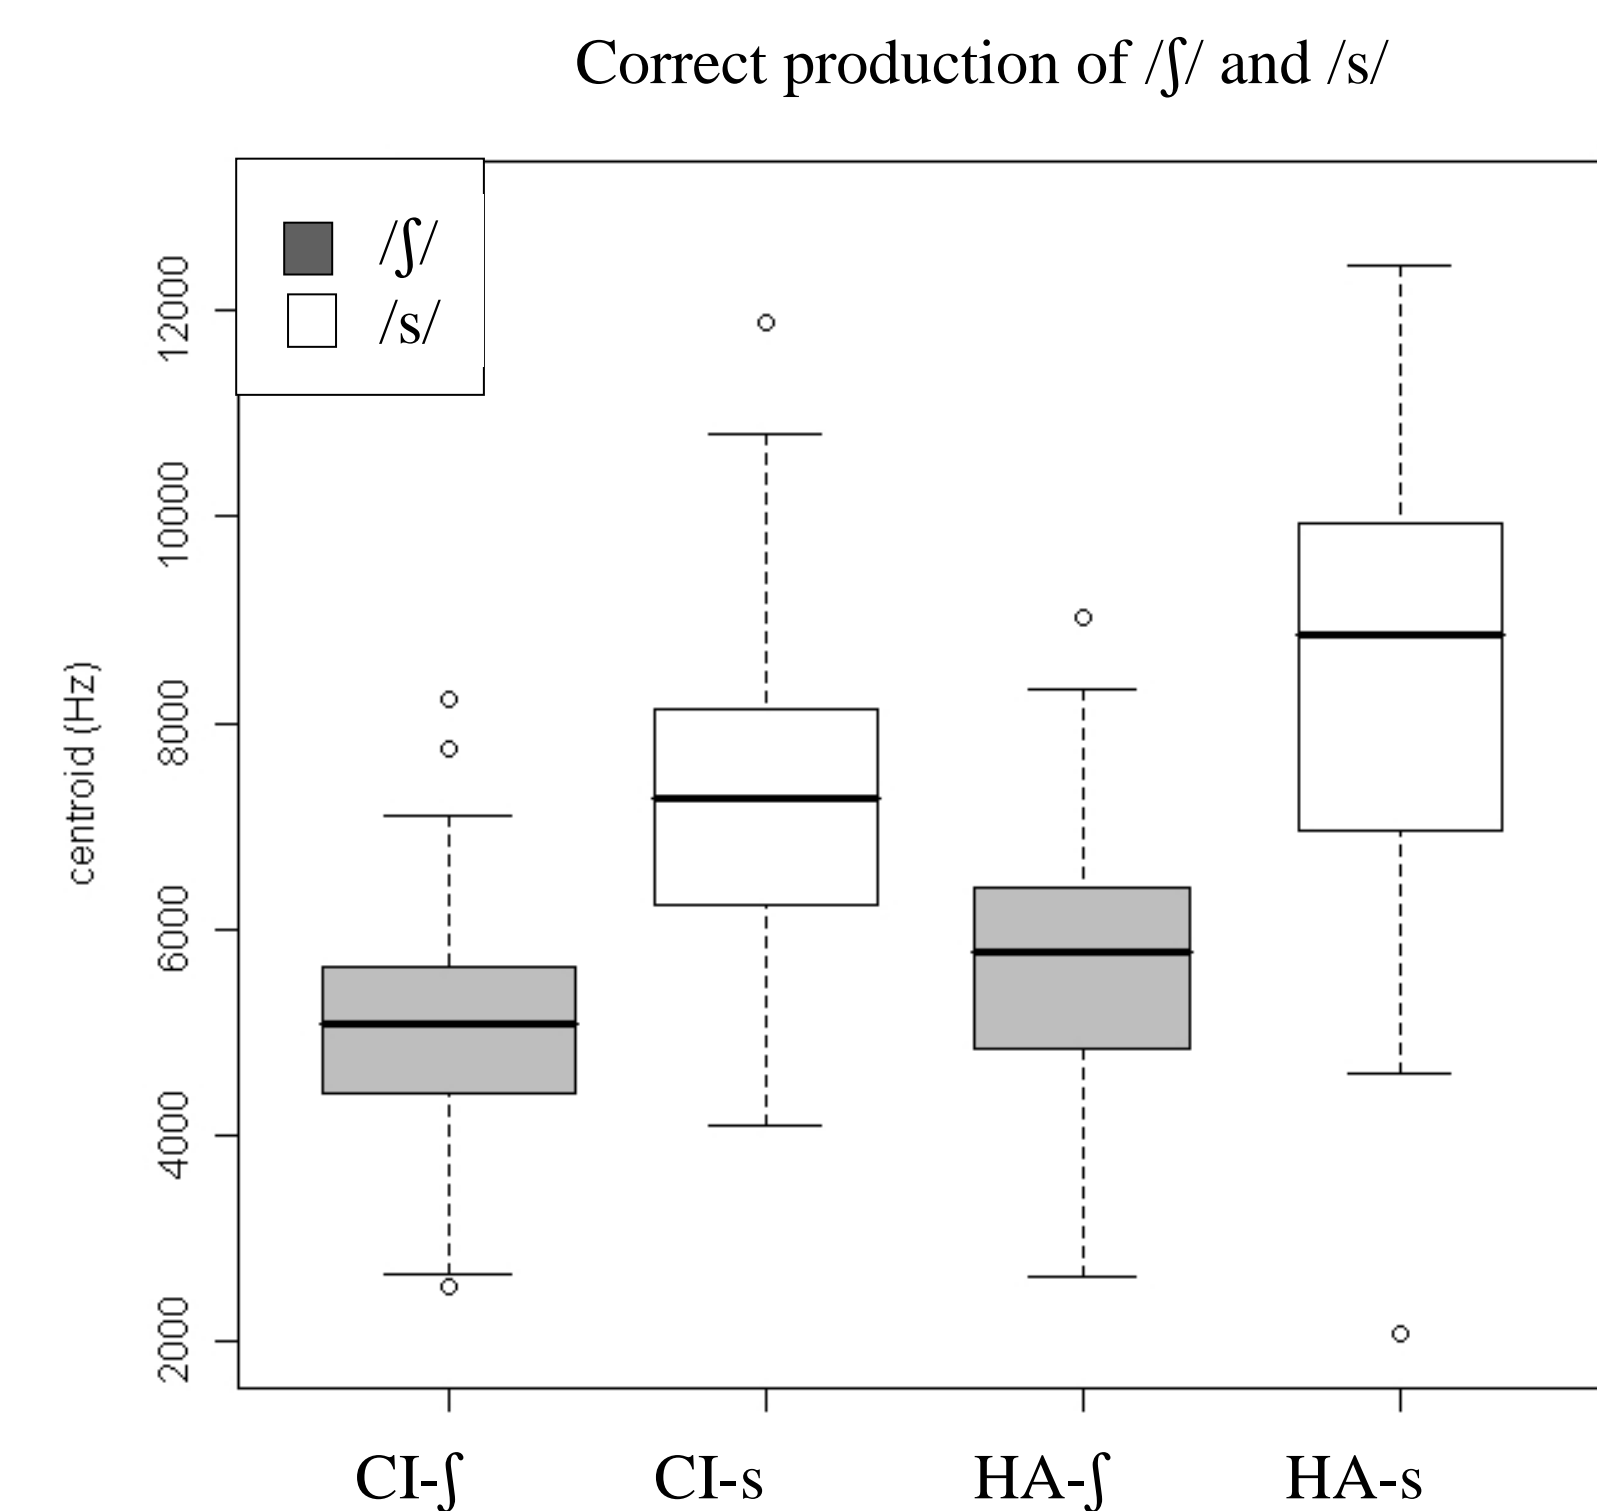 Correct production of /ʃ/ and /s/
/ʃ/
/s/
12000
10000
8000
6000
4000
2000
centroid (Hz)
CI-ʃ CI-s HA-ʃ HA-s